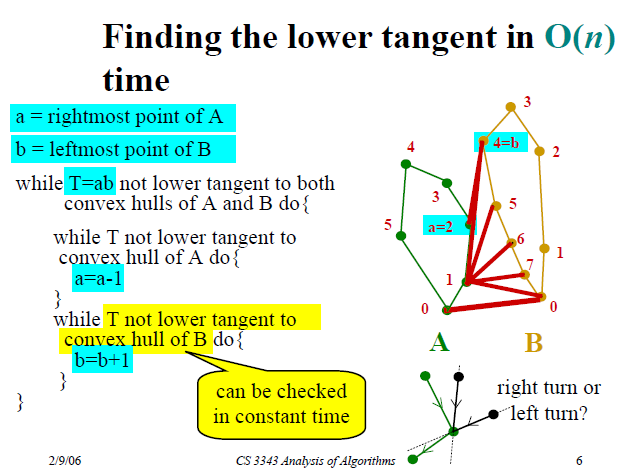 Finding the lower tangent in O(n)
time
a = rightmost point of A
b = leftmost point of B
while T=ab not lower tangent to both
convex hulls of A and B do{
while T not lower tangent to
convex hull of A do{
a=a-1
}
while T not lower tangent to
convex hull of B do{
b=b+1
}
}
can be checked
in constant time
3
4=b
2
4
3
5
5
a=2
6
1
7
1
0
0
A
B
right turn or
left turn?
2/9/06
CS 3343 Analysis of Algorithms
6